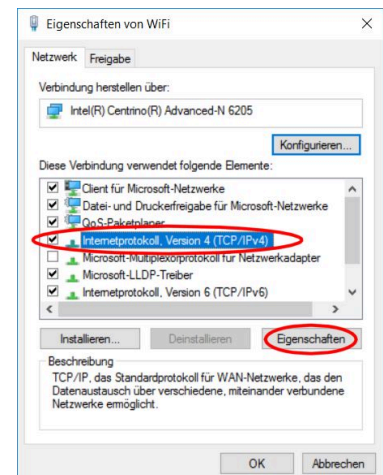 Eigenschaften von WiFi
Netzwerk Freigabe
Verbindung herstellen über:
Intel(R) Centrino(R) Advanced-N 6205
Konfigurieren...
Diese Verbindung verwendet folgende Elemente:
Client für Microsoft-Netzwerke
Datei- und Druckerfreigabe für Microsoft-Netzwerke
QoS-Paketplaner
Internetprotokoll, Version 4 (TCP/IPv4)
Microsoft-Multiplexorprotokoll für Netzwerkadapter
Microsoft-LLDP-Treiber
Internetprotokoll, Version 6 (TCP/IPv6)
Installieren... Deinstallieren Eigenschaften
Beschreibung
TCP/IP, das Standardprotokoll für WAN-Netzwerke, das den
Datenaustausch über verschiedene, miteinander verbundene
Netzwerke ermöglicht.
OK Abbrechen